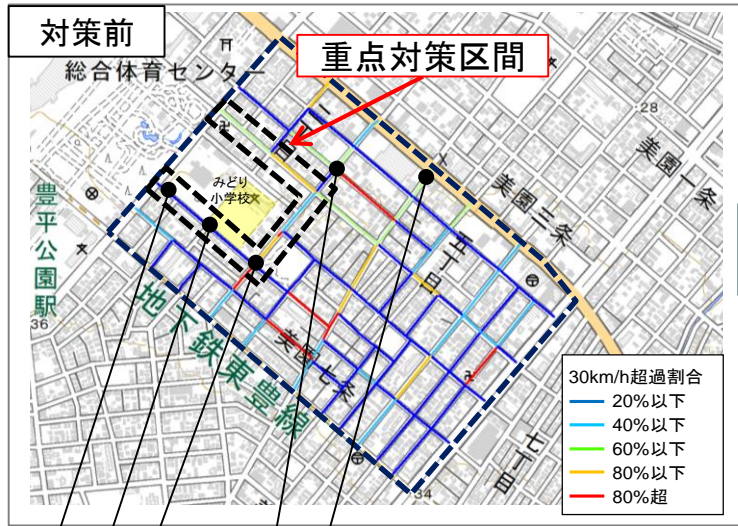 対策前
重点対策区間
総合体育センター
みどり
小学校
豊平公園駅
地下鉄東豊線
美園一条
美園三条
五丁目
美園七条
七丁目
28
36
34
30km/h超過割合
20%以下
40%以下
60%以下
80%以下
80%超